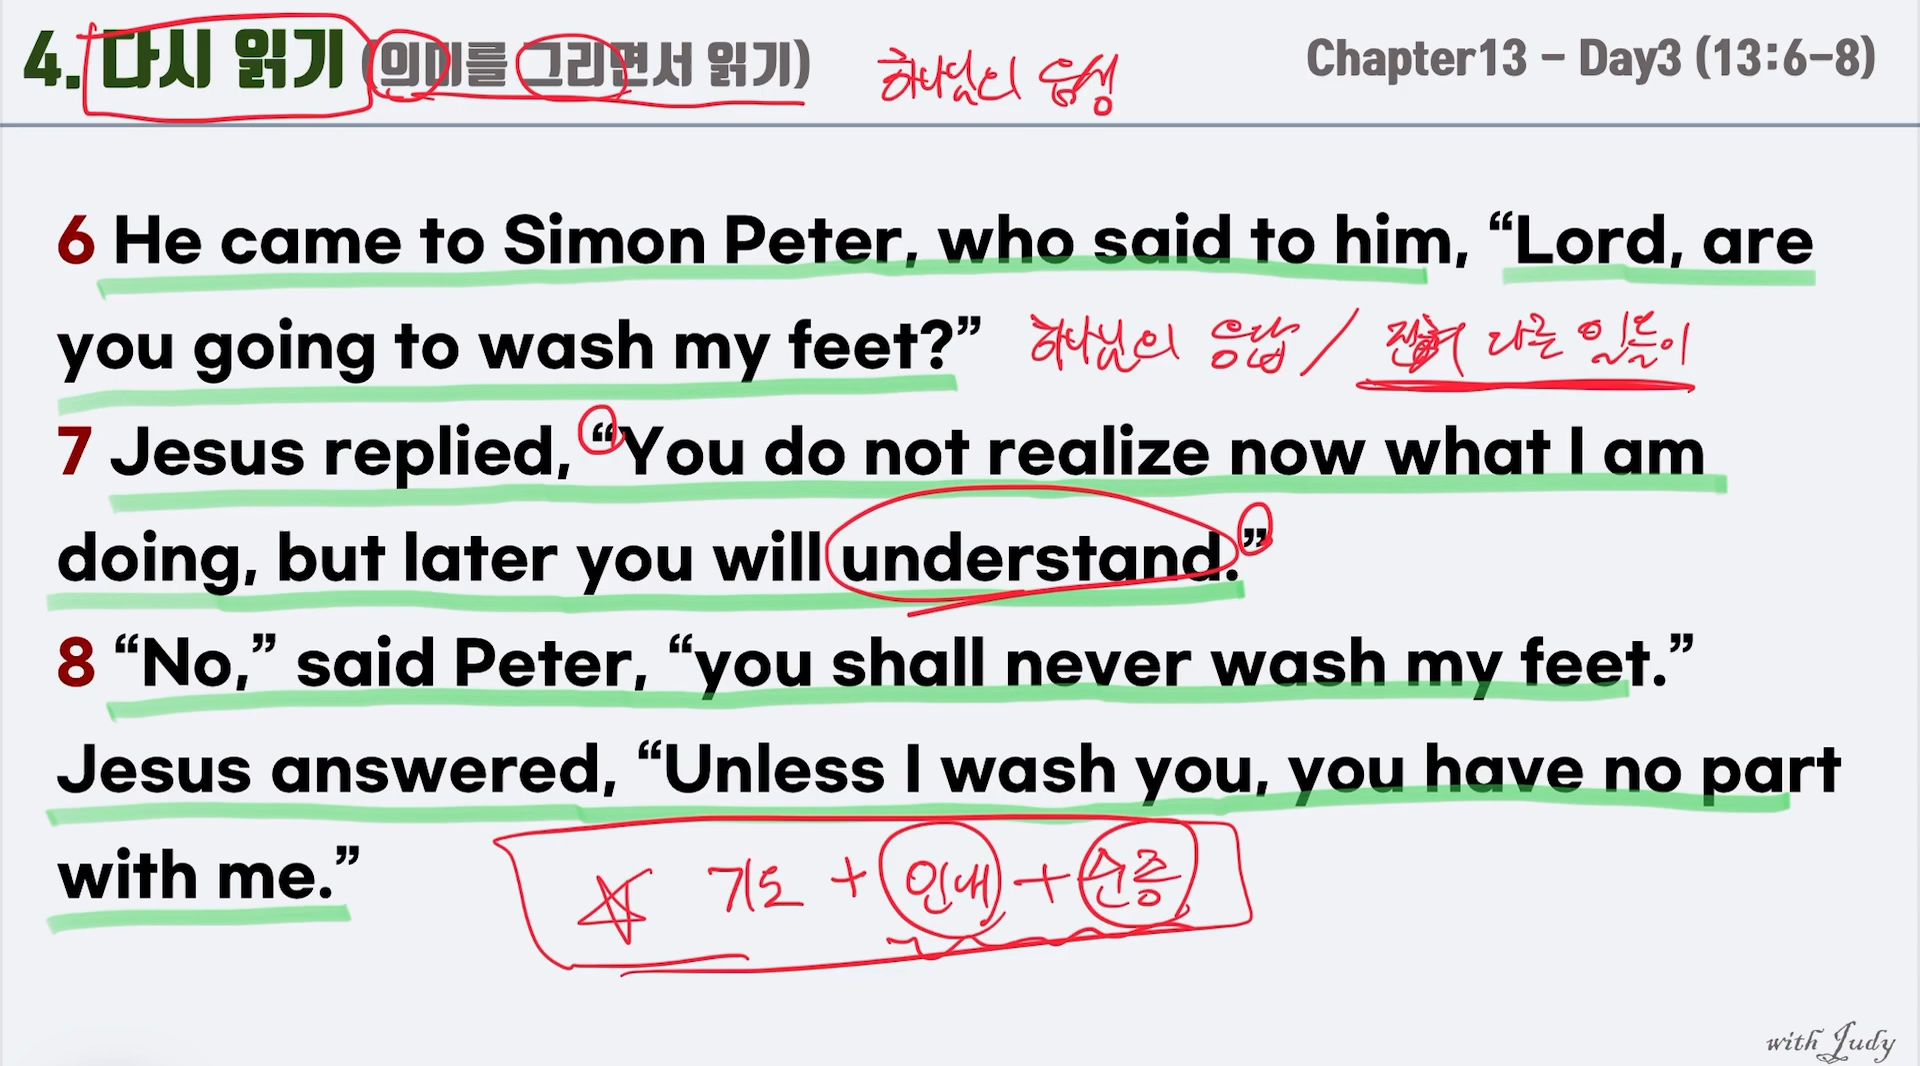 4. 다시 읽기 (의미를 그리면서 읽기) 하나님의 음성 Chapter13 – Day3 (13:6-8)
6 He came to Simon Peter, who said to him, “Lord, are
you going to wash my feet?” 하나님의 응답 / 전혀 다른 일들이
7 Jesus replied, “You do not realize now what I am
doing, but later you will understand.”
8 “No,” said Peter, “you shall never wash my feet.”
Jesus answered, “Unless I wash you, you have no part
with me.” 기도 + 인내 + 순종
with Judy